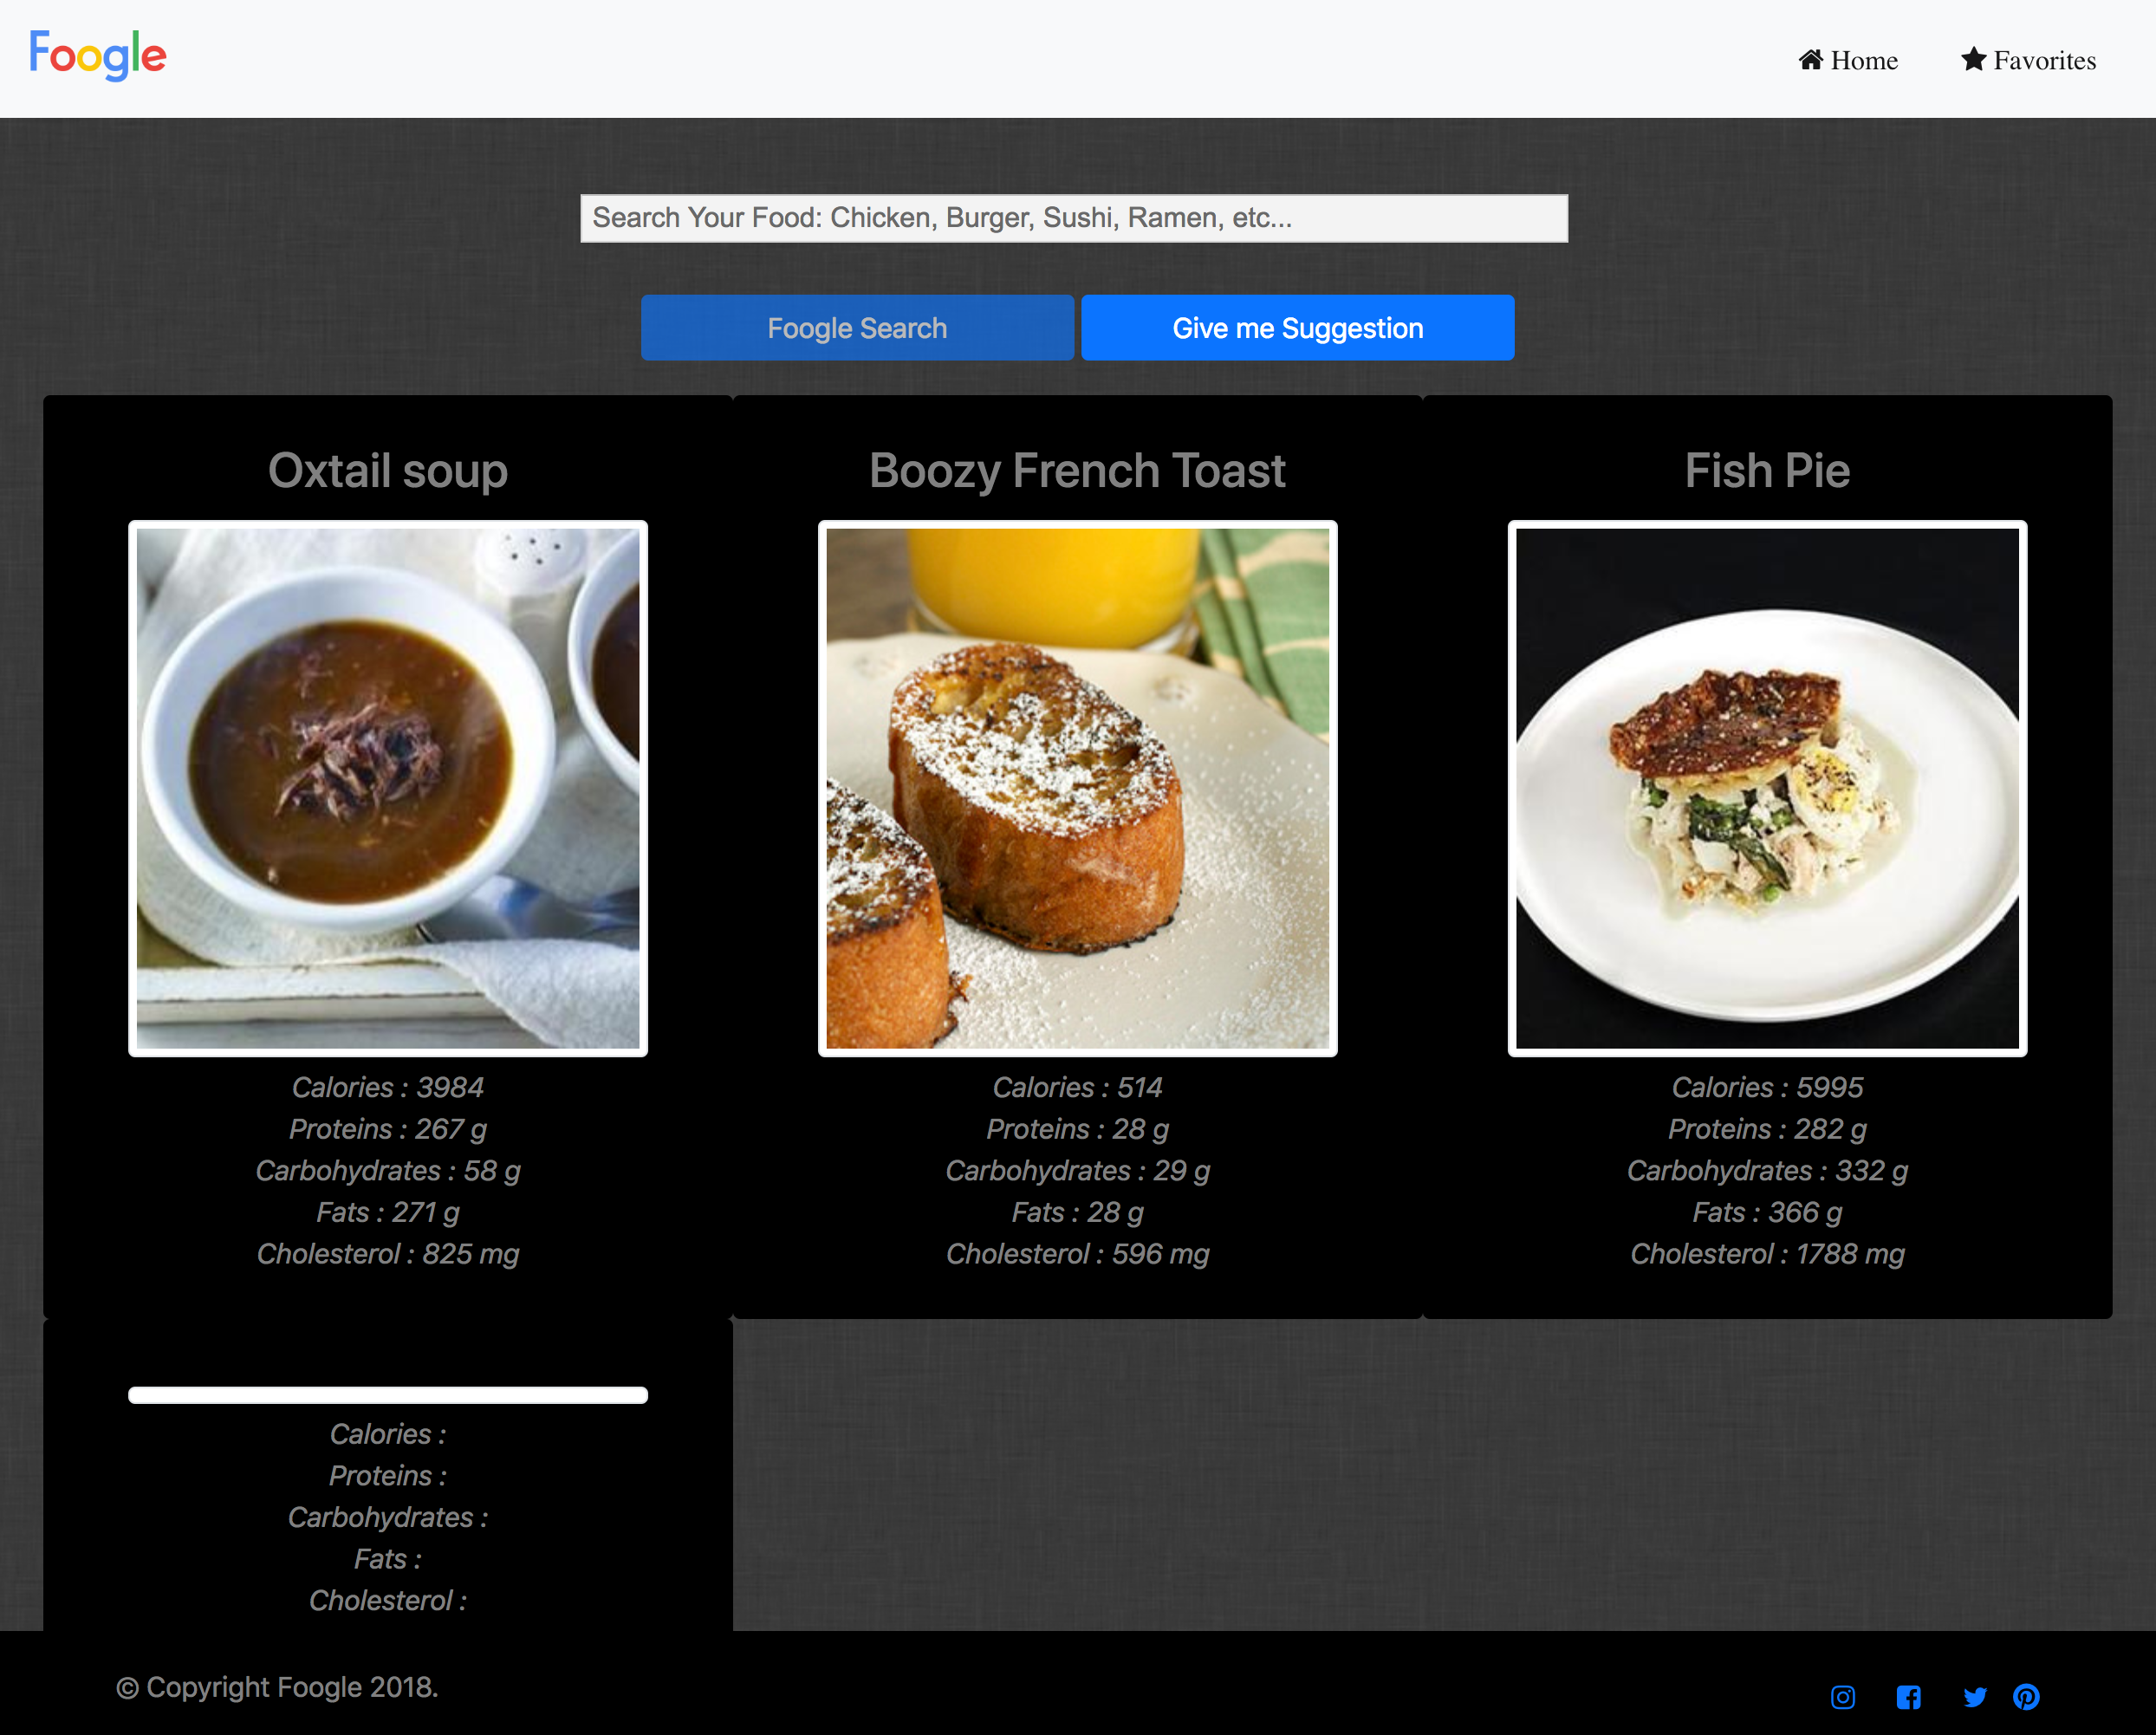 Foogle
Home
Favorites
Search Your Food: Chicken, Burger, Sushi, Ramen, etc...
Foogle Search
Give me Suggestion
Oxtail soup
Calories : 3984
Proteins : 267 g
Carbohydrates : 58 g
Fats : 271 g
Cholesterol : 825 mg
Boozy French Toast
Calories : 514
Proteins : 28 g
Carbohydrates : 29 g
Fats : 28 g
Cholesterol : 596 mg
Fish Pie
Calories : 5995
Proteins : 282 g
Carbohydrates : 332 g
Fats : 366 g
Cholesterol : 1788 mg
Calories :
Proteins :
Carbohydrates :
Fats :
Cholesterol :
© Copyright Foogle 2018.